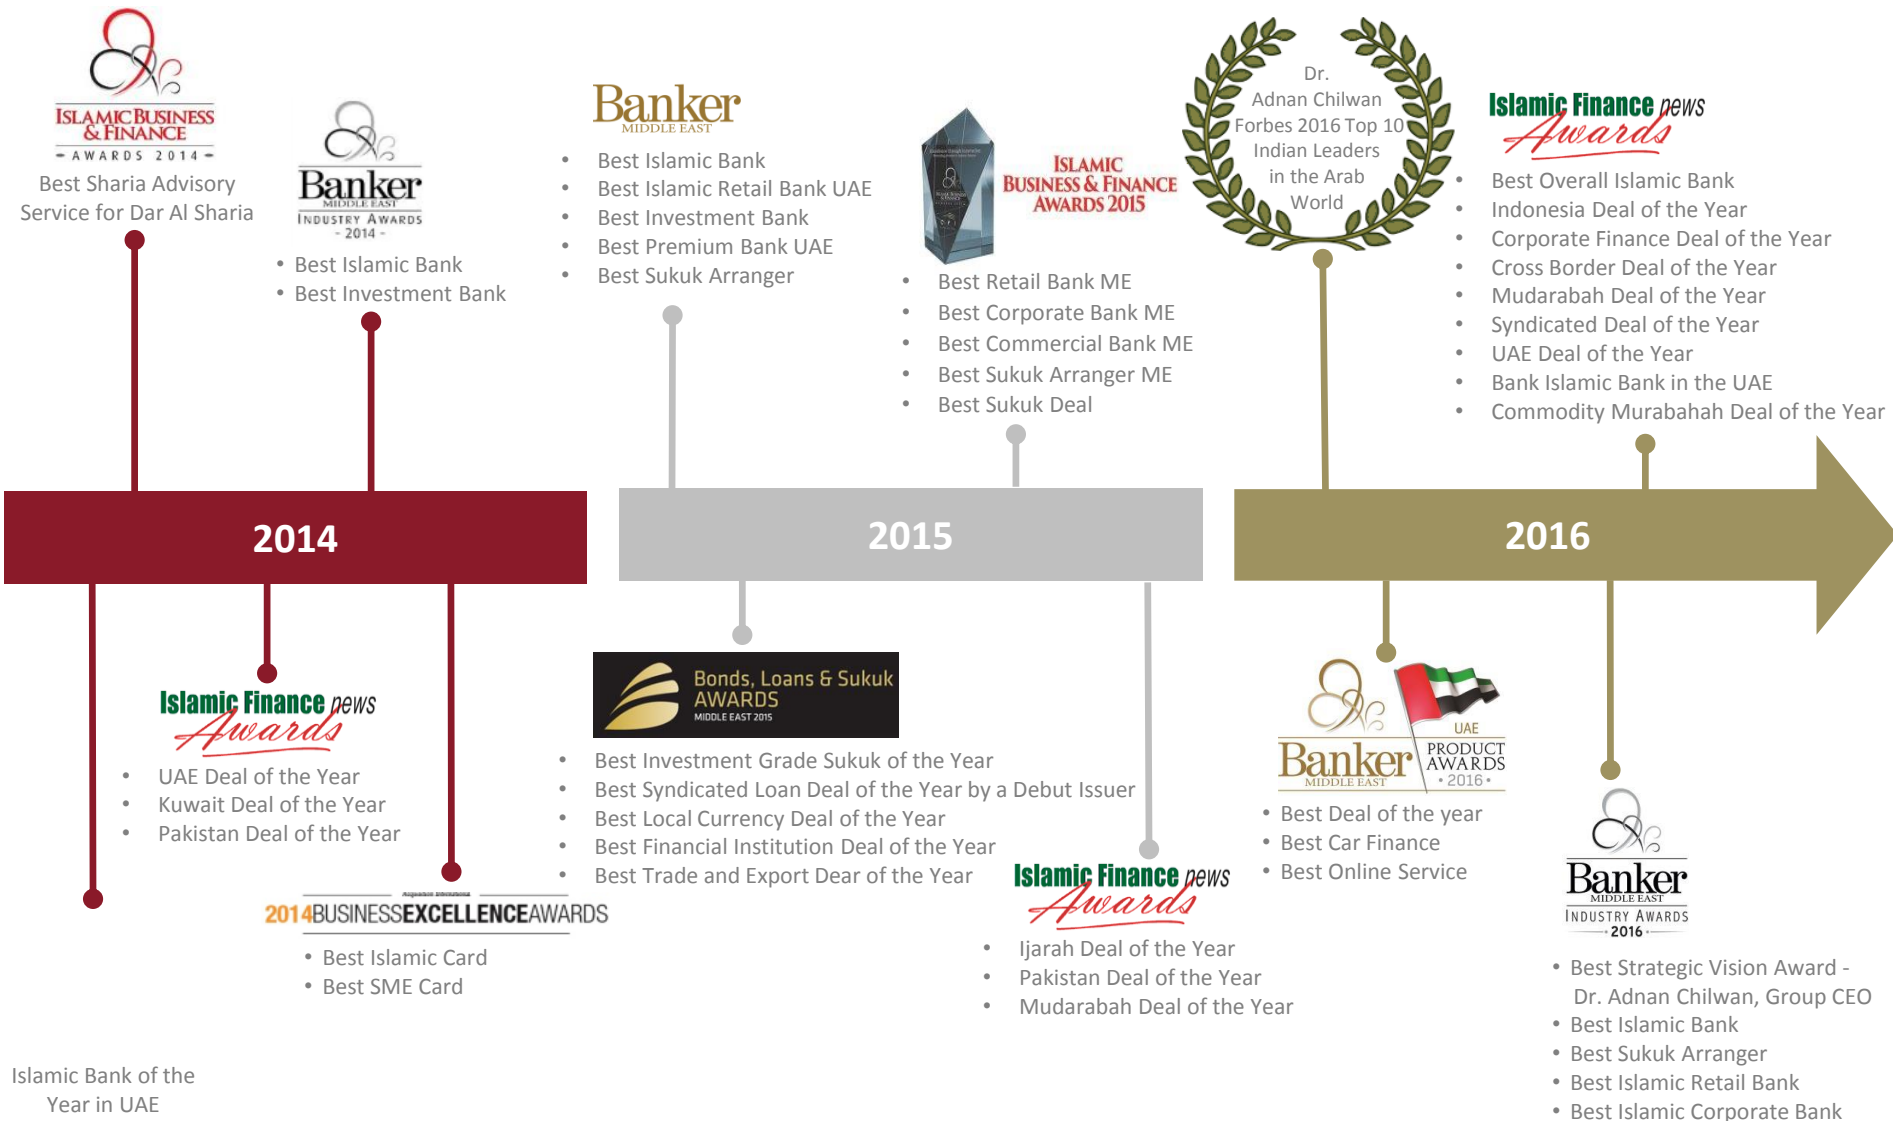 ISLAMIC BUSINESS
& FINANCE
AWARDS 2014
Best Sharia Advisory
Service for Dar Al Sharia
Banker
MIDDLE EAST
INDUSTRY AWARDS
- 2014 -
• Best Islamic Bank
• Best Investment Bank
Banker
MIDDLE EAST
• Best Islamic Bank
• Best Islamic Retail Bank UAE
• Best Investment Bank
• Best Premium Bank UAE
• Best Sukuk Arranger
ISLAMIC
BUSINESS & FINANCE
AWARDS 2015
• Best Retail Bank ME
• Best Corporate Bank ME
• Best Commercial Bank ME
• Best Sukuk Arranger ME
• Best Sukuk Deal
Dr.
Adnan Chilwan
Forbes 2016 Top 10
Indian Leaders
in the Arab
World
Islamic Finance news
Awards
• Best Overall Islamic Bank
• Indonesia Deal of the Year
• Corporate Finance Deal of the Year
• Cross Border Deal of the Year
• Mudarabah Deal of the Year
• Syndicated Deal of the Year
• UAE Deal of the Year
• Bank Islamic Bank in the UAE
• Commodity Murabahah Deal of the Year
2014
2015
2016
Islamic Finance news
Awards
• UAE Deal of the Year
• Kuwait Deal of the Year
• Pakistan Deal of the Year
2014BUSINESSEXCELLENCEAWARDS
• Best Islamic Card
• Best SME Card
Islamic Bank of the
Year in UAE
Bonds, Loans & Sukuk
AWARDS
MIDDLE EAST 2015
• Best Investment Grade Sukuk of the Year
• Best Syndicated Loan Deal of the Year by a Debut Issuer
• Best Local Currency Deal of the Year
• Best Financial Institution Deal of the Year
• Best Trade and Export Dear of the Year
Islamic Finance news
Awards
• Ijarah Deal of the Year
• Pakistan Deal of the Year
• Mudarabah Deal of the Year
Banker
MIDDLE EAST
UAE
PRODUCT
AWARDS
• 2016 •
• Best Deal of the year
• Best Car Finance
• Best Online Service
Banker
MIDDLE EAST
INDUSTRY AWARDS
2016
• Best Strategic Vision Award -
Dr. Adnan Chilwan, Group CEO
• Best Islamic Bank
• Best Sukuk Arranger
• Best Islamic Retail Bank
• Best Islamic Corporate Bank